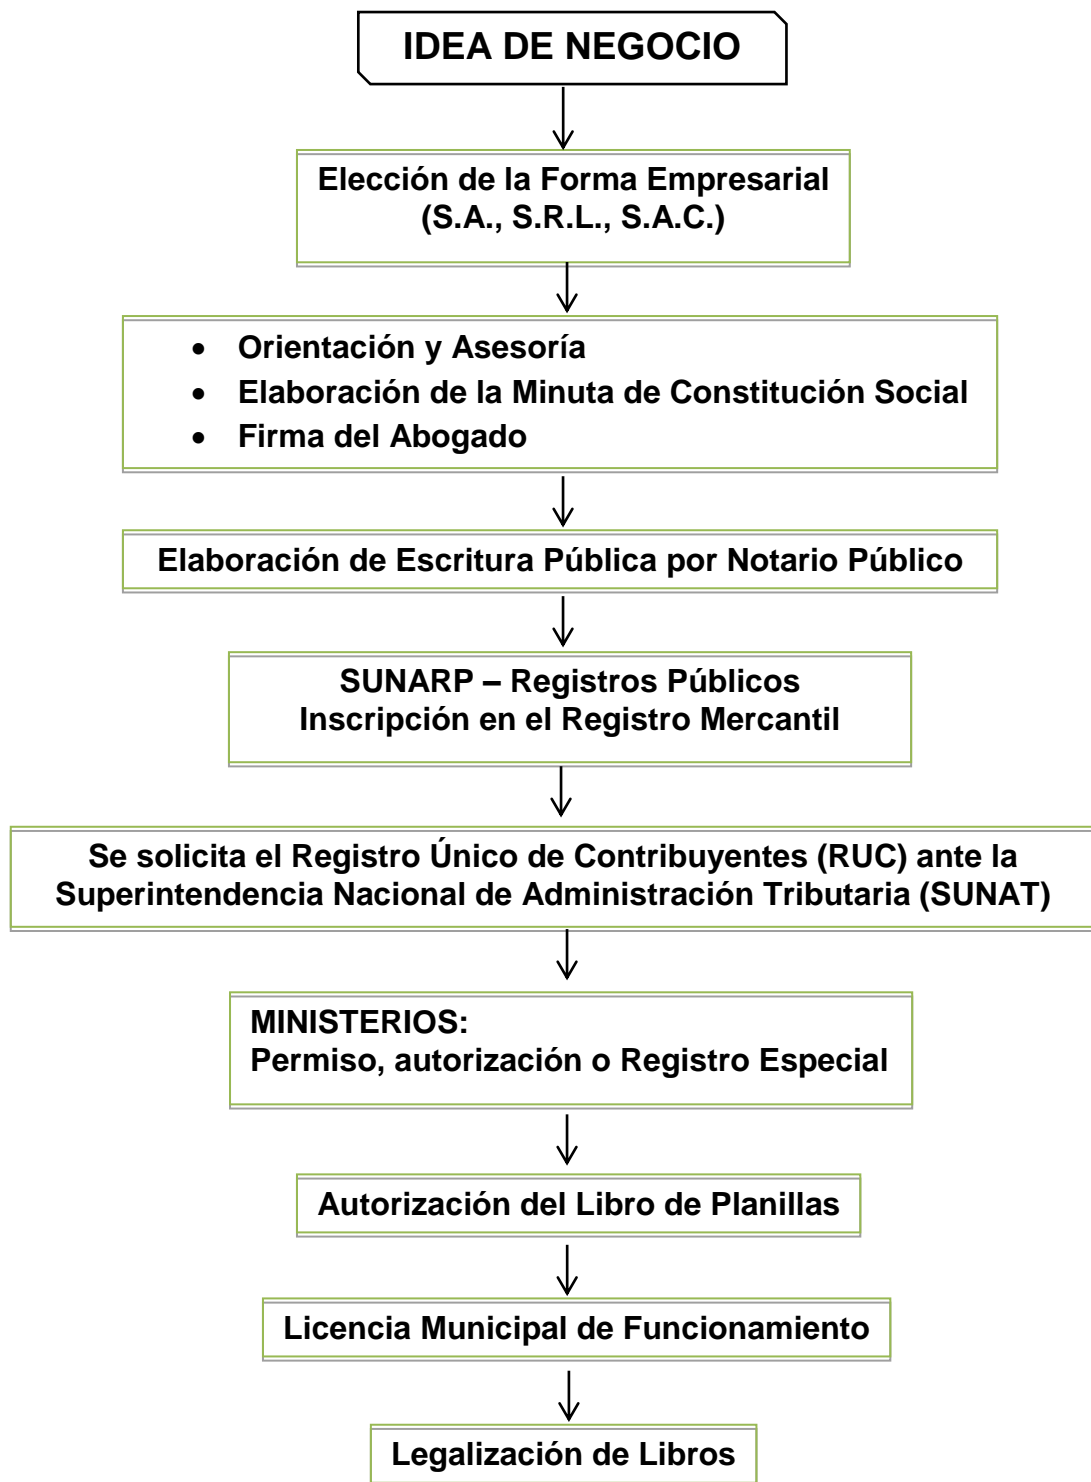 IDEA DE NEGOCIO
Elección de la Forma Empresarial
(S.A., S.R.L., S.A.C.)
• Orientación y Asesoría
• Elaboración de la Minuta de Constitución Social
• Firma del Abogado
Elaboración de Escritura Pública por Notario Público
SUNARP – Registros Públicos
Inscripción en el Registro Mercantil
Se solicita el Registro Único de Contribuyentes (RUC) ante la
Superintendencia Nacional de Administración Tributaria (SUNAT)
MINISTERIOS:
Permiso, autorización o Registro Especial
Autorización del Libro de Planillas
Licencia Municipal de Funcionamiento
Legalización de Libros